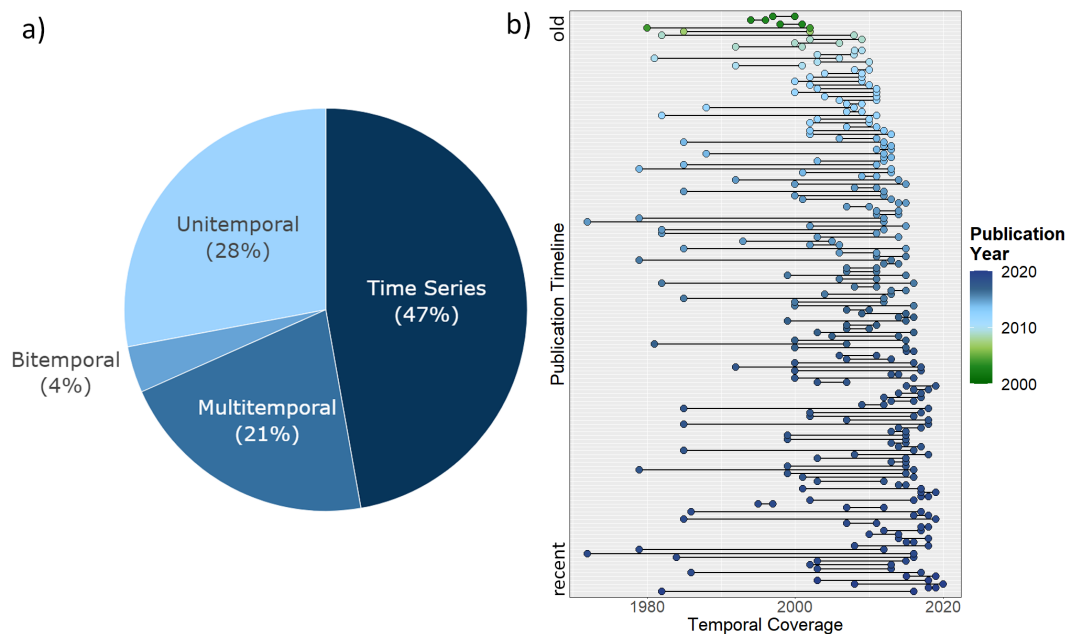 a)
Unitemporal
(28%)
Time Series
(47%)
Bitemporal
(4%)
Multitemporal
(21%)
b)
old
Publication Timeline
recent
1980
2000
2020
Temporal Coverage
Publication
Year
2020
2010
2000